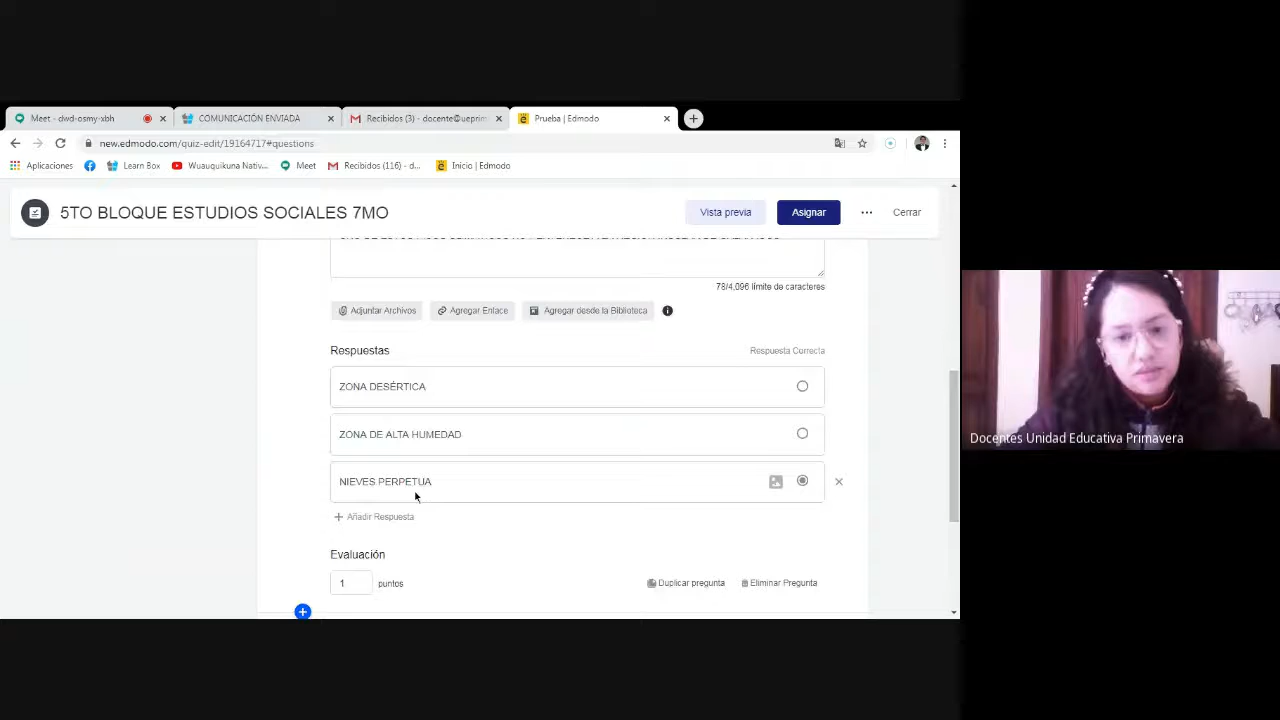 Meet - dwd-osmy-xbh
COMUNICACIÓN ENVIADA
Recibidos (3) - docente@ueprim
Prueba | Edmodo
new.edmodo.com/quiz-edit/19164717#questions
Aplicaciones
Learn Box
Wuauquikuna Nativ...
Meet
Recibidos (116) - d...
Inicio | Edmodo
5TO BLOQUE ESTUDIOS SOCIALES 7MO
Vista previa
Asignar
Cerrar
78/4,096 límite de caracteres
Adjuntar Archivos
Agregar Enlace
Agregar desde la Biblioteca
Respuestas
Respuesta Correcta
ZONA DESÉRTICA
ZONA DE ALTA HUMEDAD
NIEVES PERPETUA
Añadir Respuesta
Evaluación
1 puntos
Duplicar pregunta
Eliminar Pregunta
Docentes Unidad Educativa Primavera